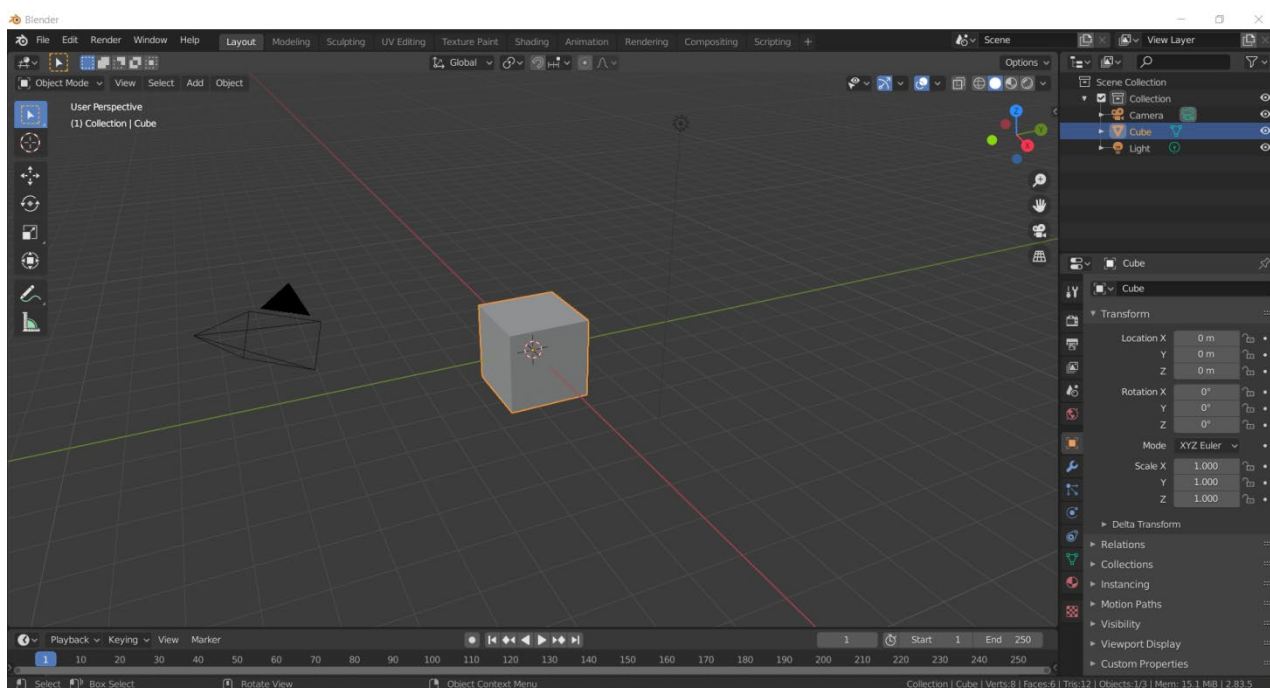 Blender
File Edit Render Window Help Layout Modeling Sculpting UV Editing Texture Paint Shading Animation Rendering Compositing Scripting + Scene View Layer
Global Options
Object Mode View Select Add Object
User Perspective
(1) Collection | Cube
Z
Y
X
Scene Collection
Collection
Camera
Cube
Light
Cube
Cube
Transform
Location X 0 m
Y 0 m
Z 0 m
Rotation X 0°
Y 0°
Z 0°
Mode XYZ Euler
Scale X 1.000
Y 1.000
Z 1.000
Delta Transform
Relations
Collections
Instancing
Motion Paths
Visibility
Viewport Display
Custom Properties
Playback Keying View Marker 1 Start 1 End 250
1 10 20 30 40 50 60 70 80 90 100 110 120 130 140 150 160 170 180 190 200 210 220 230 240 250
Select Box Select Rotate View Object Context Menu Collection | Cube | Verts:8 | Faces:6 | Tris:12 | Objects:1/3 | Mem: 15.1 MiB | 2.83.5